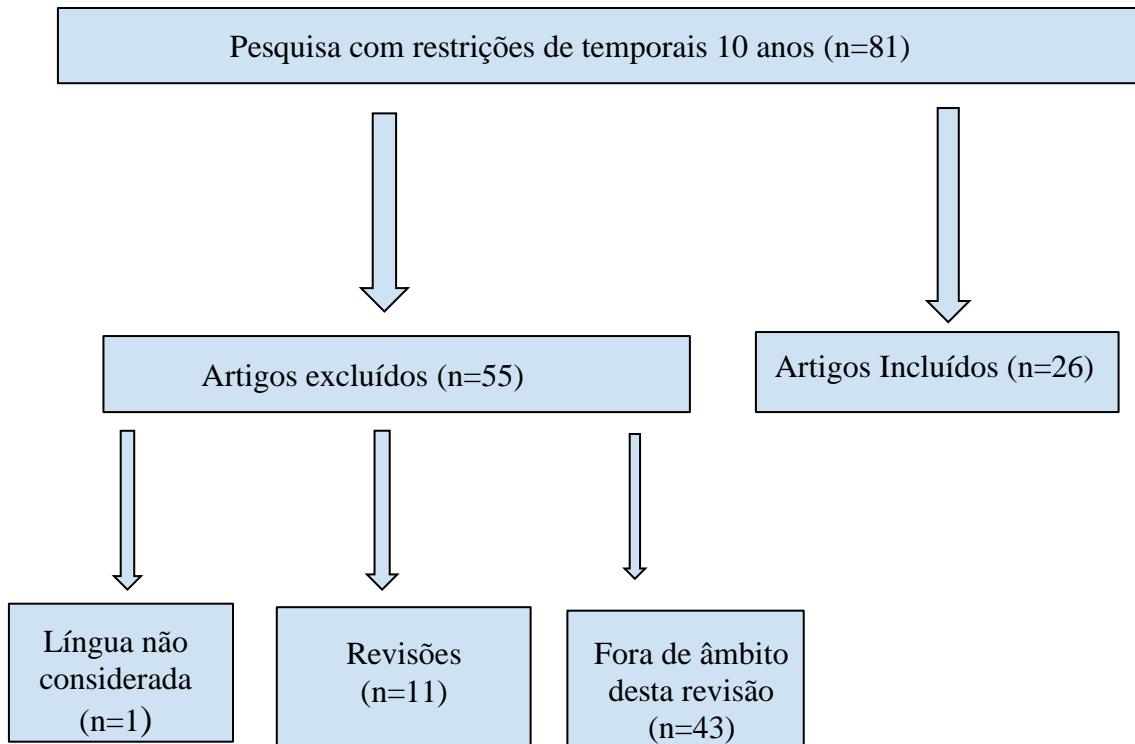 Pesquisa com restrições de temporais 10 anos (n=81)
Artigos excluídos (n=55)
Artigos Incluídos (n=26)
Língua não
considerada
(n=1)
Revisões
(n=11)
Fora de âmbito
desta revisão
(n=43)